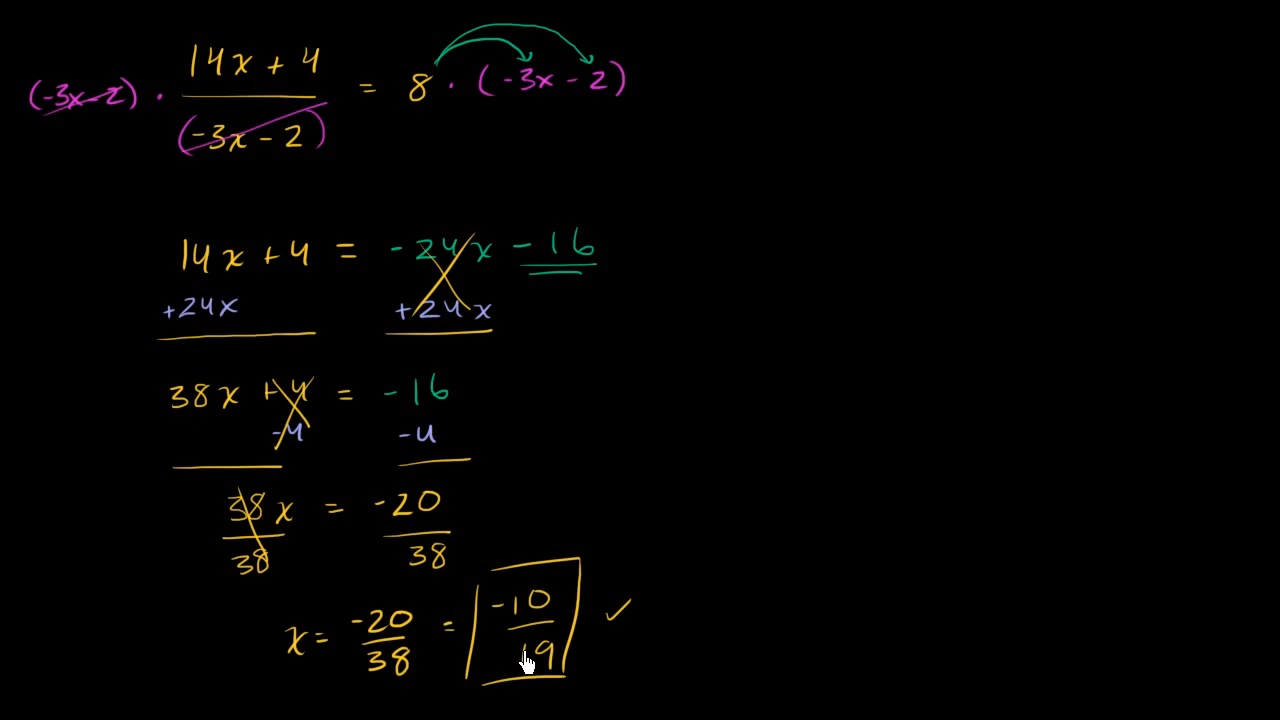 (-3x-2) · (14x + 4)/(-3x - 2) = 8 · (-3x - 2)
14x + 4 = -24x - 16
+24x +24x
38x + 4 = -16
-4 -4
38x/38 = -20/38
x = -20/38 = -10/19 ✓